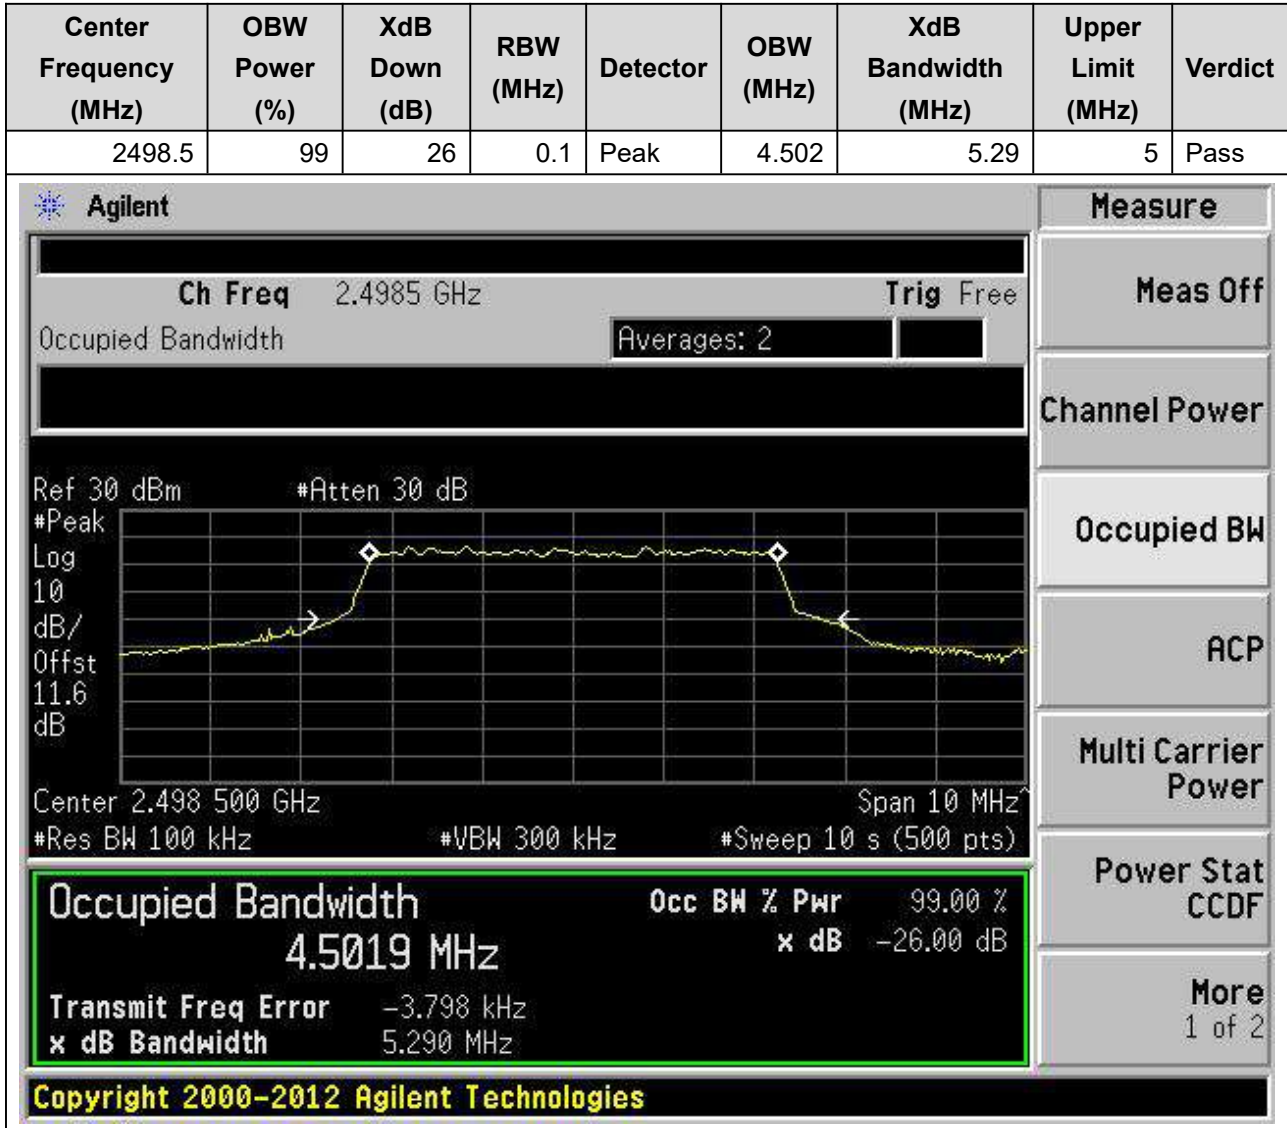 Center Frequency (MHz) OBW Power (%) XdB Down (dB) RBW (MHz) Detector OBW (MHz) XdB Bandwidth (MHz) Upper Limit (MHz) Verdict
2498.5 99 26 0.1 Peak 4.502 5.29 5 Pass
Agilent
Measure
Ch Freq 2.4985 GHz Trig Free
Meas Off
Occupied Bandwidth Averages: 2
Channel Power
Ref 30 dBm #Atten 30 dB
#Peak
Log
10
dB/
Offst
11.6
dB
Occupied BW
ACP
Multi Carrier
Power
Center 2.498 500 GHz Span 10 MHz^
#Res BW 100 kHz #VBW 300 kHz #Sweep 10 s (500 pts)
Power Stat
CCDF
Occupied Bandwidth Occ BW % Pwr 99.00 %
4.5019 MHz x dB -26.00 dB
Transmit Freq Error -3.798 kHz
x dB Bandwidth 5.290 MHz
More
1 of 2
Copyright 2000-2012 Agilent Technologies